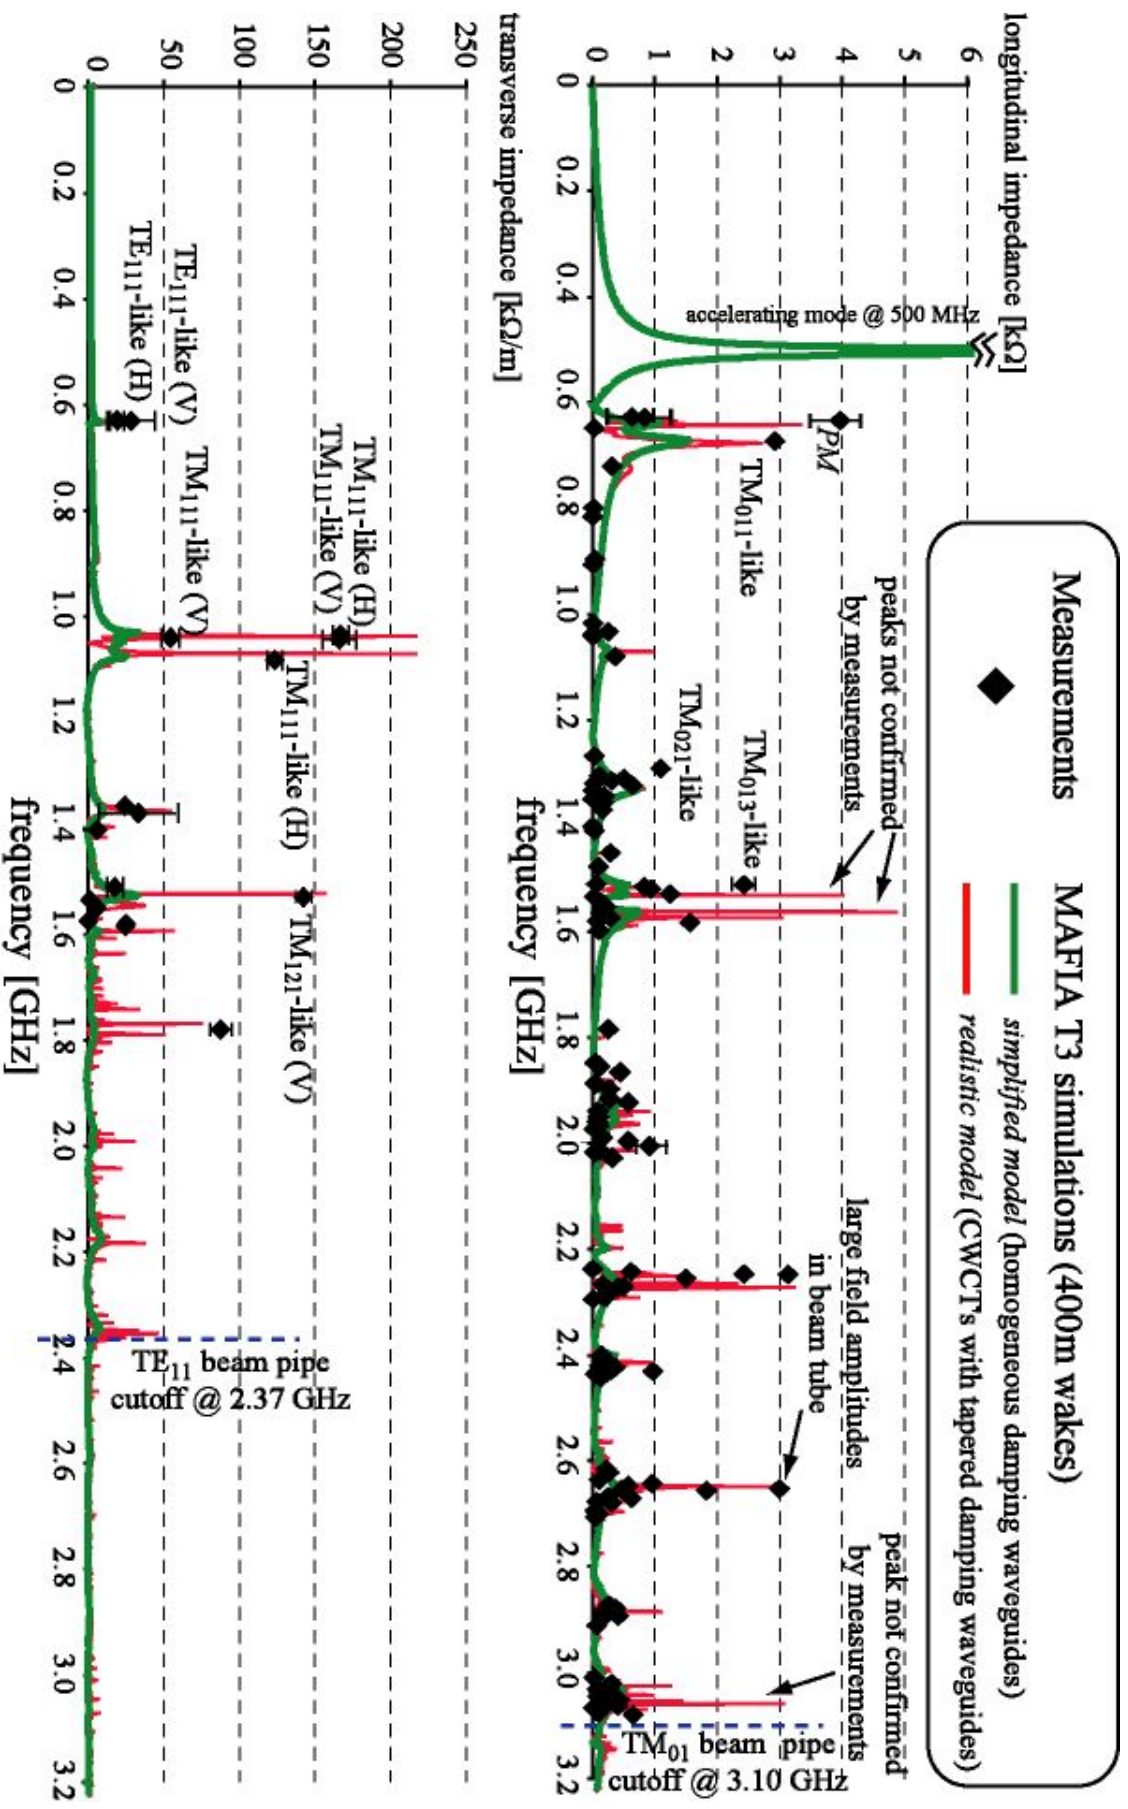 Measurements
MAFIA T3 simulations (400m wakes)
simplified model (homogeneous damping waveguides)
realistic model (CWCT's with tapered damping waveguides)
longitudinal impedance [kΩ]
6
5
4
3
2
1
0
accelerating mode @ 500 MHz
PM
TM011-like
peaks not confirmed
by measurements
TM021-like
TM013-like
large field amplitudes
in beam tube
peak not confirmed
by measurements
TM01 beam pipe
cutoff @ 3.10 GHz
0 0.2 0.4 0.6 0.8 1.0 1.2 1.4 1.6 1.8 2.0 2.2 2.4 2.6 2.8 3.0 3.2
frequency [GHz]
transverse impedance [kΩ/m]
250
200
150
100
50
0
TE111-like (V)
TE111-like (H)
TM111-like (H)
TM111-like (V)
TM111-like (V)
TM111-like (H)
TM121-like (V)
TE11 beam pipe
cutoff @ 2.37 GHz
0 0.2 0.4 0.6 0.8 1.0 1.2 1.4 1.6 1.8 2.0 2.2 2.4 2.6 2.8 3.0 3.2
frequency [GHz]